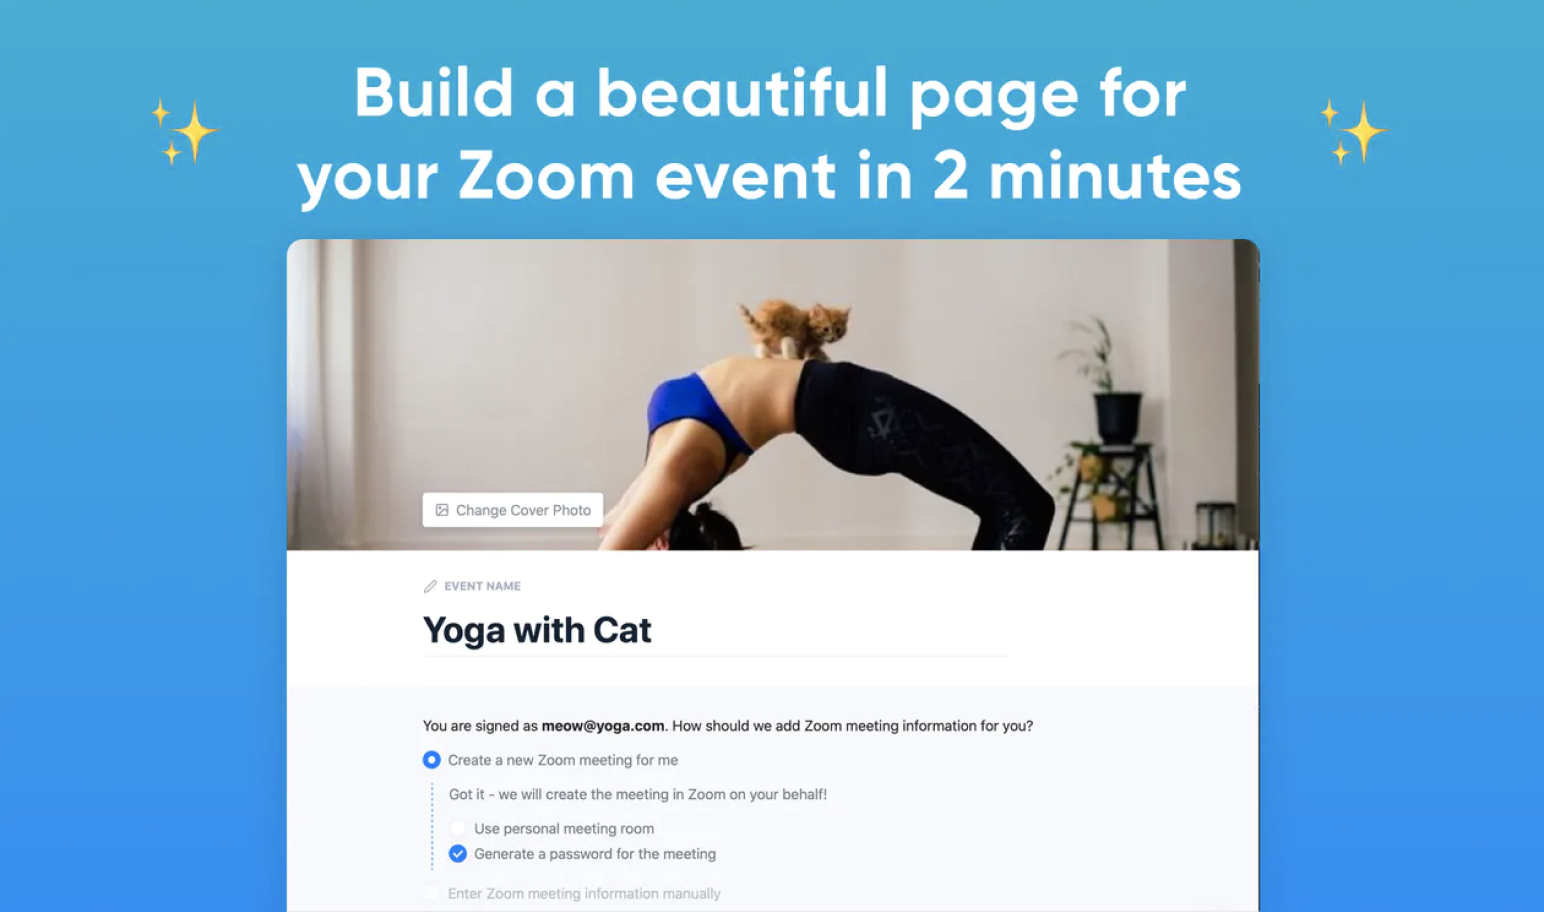 Build a beautiful page for
your Zoom event in 2 minutes
Change Cover Photo
EVENT NAME
Yoga with Cat
You are signed as meow@yoga.com. How should we add Zoom meeting information for you?
Create a new Zoom meeting for me
Got it - we will create the meeting in Zoom on your behalf!
Use personal meeting room
Generate a password for the meeting
Enter Zoom meeting information manually